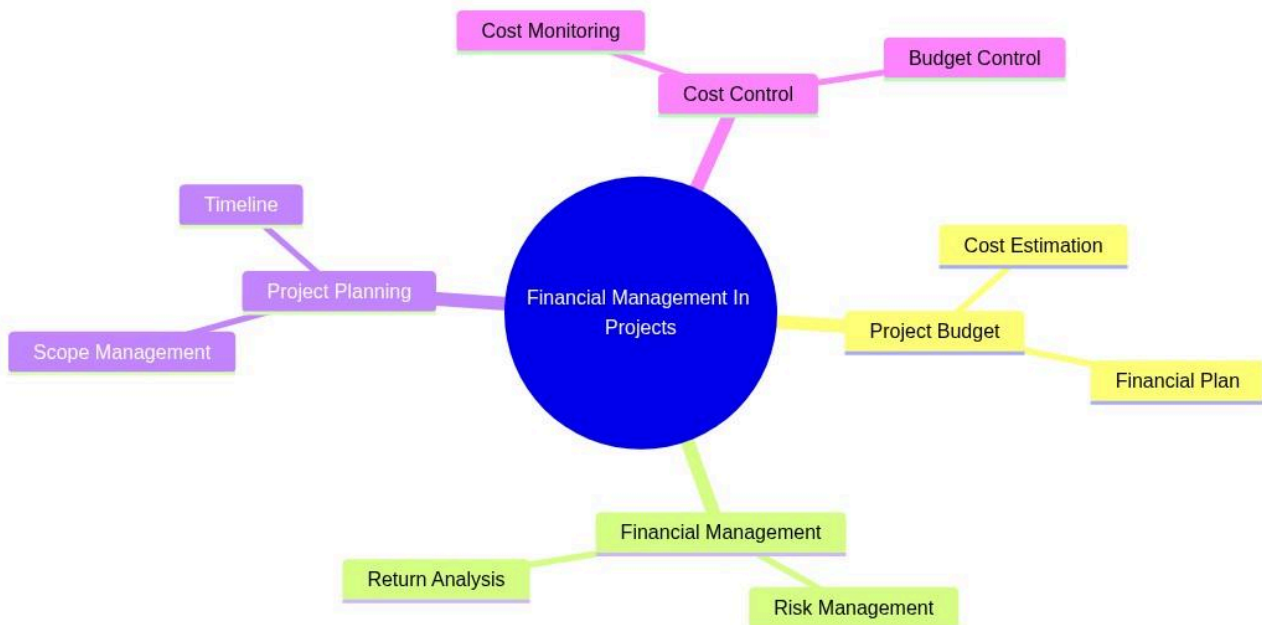 Cost Monitoring
Budget Control
Cost Control
Timeline
Cost Estimation
Project Planning
Financial Management In
Projects
Project Budget
Scope Management
Financial Plan
Financial Management
Return Analysis
Risk Management